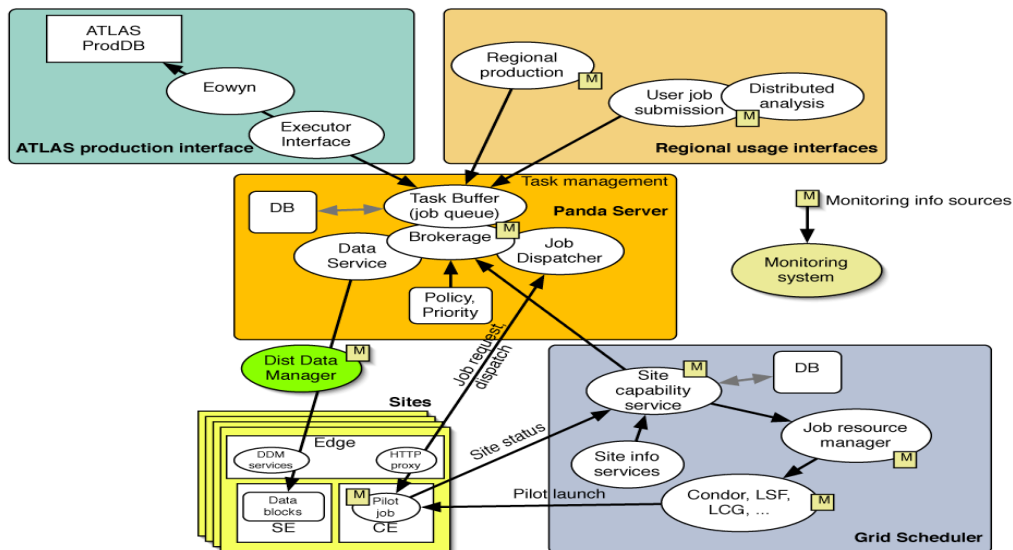 ATLAS
ProdDB
Eowyn
Executor
Interface
ATLAS production interface
Regional
production
M
User job
submission
M
Distributed
analysis
Regional usage interfaces
Task management
DB
Task Buffer
(job queue)
Panda Server
Brokerage
M
Data
Service
Job
Dispatcher
Policy,
Priority
M
Monitoring info sources
Monitoring
system
Dist Data
Manager
M
Job request,
dispatch
Sites
Edge
DDM
services
HTTP
proxy
Data
blocks
SE
M
Pilot
job
CE
Site status
Pilot launch
Site
capability
service
M
DB
Job resource
manager
M
Site info
services
Condor, LSF,
LCG, ...
M
Grid Scheduler